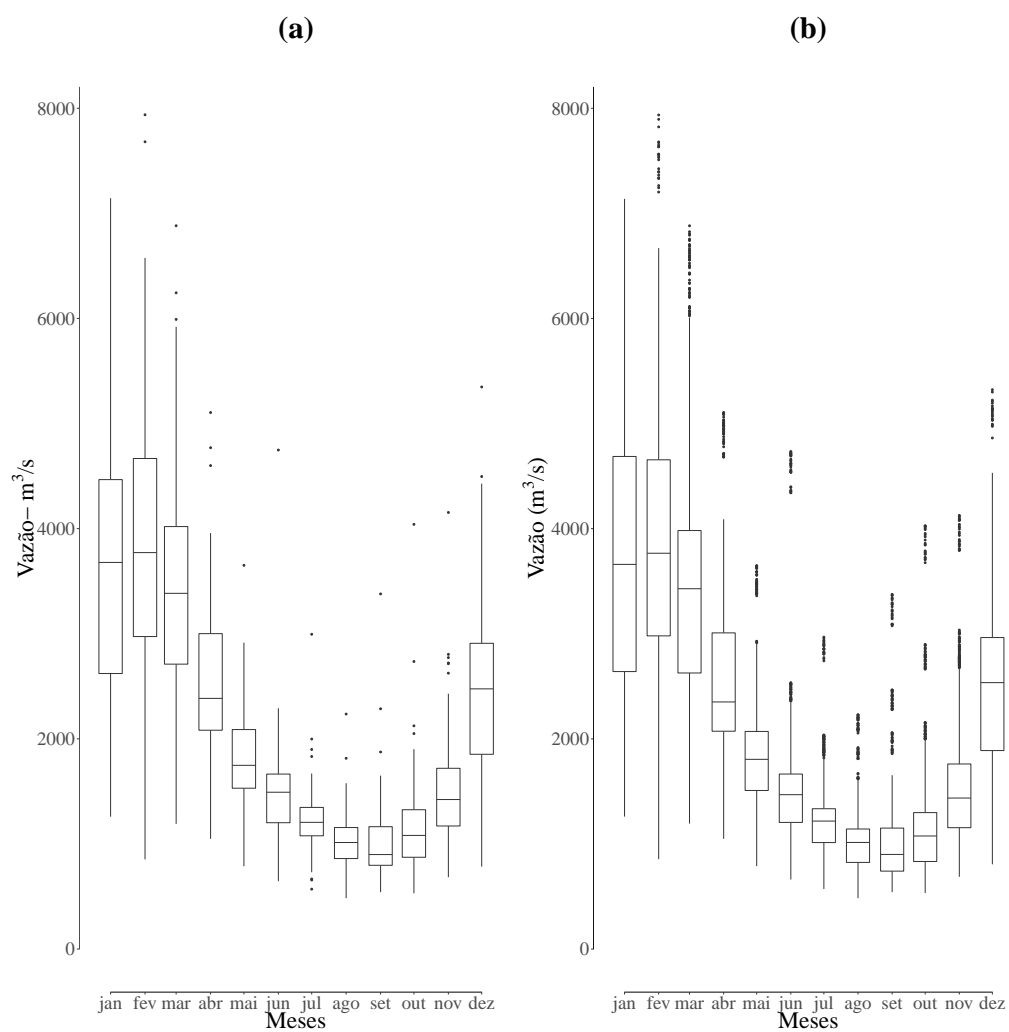 (a)
Vazão− m³/s
8000
6000
4000
2000
0
jan fev mar abr mai jun jul ago set out nov dez
Meses
(b)
Vazão (m³/s)
8000
6000
4000
2000
0
jan fev mar abr mai jun jul ago set out nov dez
Meses